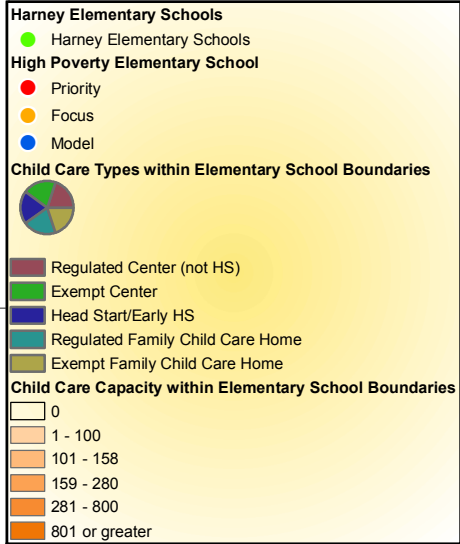 Harney Elementary Schools
Harney Elementary Schools
High Poverty Elementary School
Priority
Focus
Model
Child Care Types within Elementary School Boundaries
Regulated Center (not HS)
Exempt Center
Head Start/Early HS
Regulated Family Child Care Home
Exempt Family Child Care Home
Child Care Capacity within Elementary School Boundaries
0
1 - 100
101 - 158
159 - 280
281 - 800
801 or greater